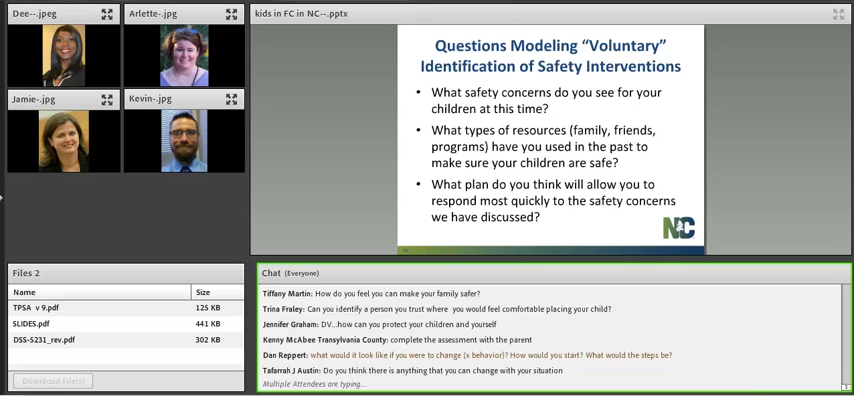 Dee--.jpeg
Arlette-.jpg
Jamie-.jpg
Kevin-.jpg
kids in FC in NC--.pptx
Questions Modeling “Voluntary”
Identification of Safety Interventions
• What safety concerns do you see for your
children at this time?
• What types of resources (family, friends,
programs) have you used in the past to
make sure your children are safe?
• What plan do you think will allow you to
respond most quickly to the safety concerns
we have discussed?
NC
Files 2
Name Size
TPSA v 9.pdf 125 KB
SLIDES.pdf 441 KB
DSS-5231_rev.pdf 302 KB
Download File(s)
Chat (Everyone)
Tiffany Martin: How do you feel you can make your family safer?
Trina Fraley: Can you identify a person you trust where you would feel comfortable placing your child?
Jennifer Graham: DV...how can you protect your children and yourself
Kenny McAbee Transylvania County: complete the assessment with the parent
Dan Reppert: what would it look like if you were to change (x behavior)? How would you start? What would the steps be?
Tafarrah J Austin: Do you think there is anything that you can change with your situation
Multiple Attendees are typing...